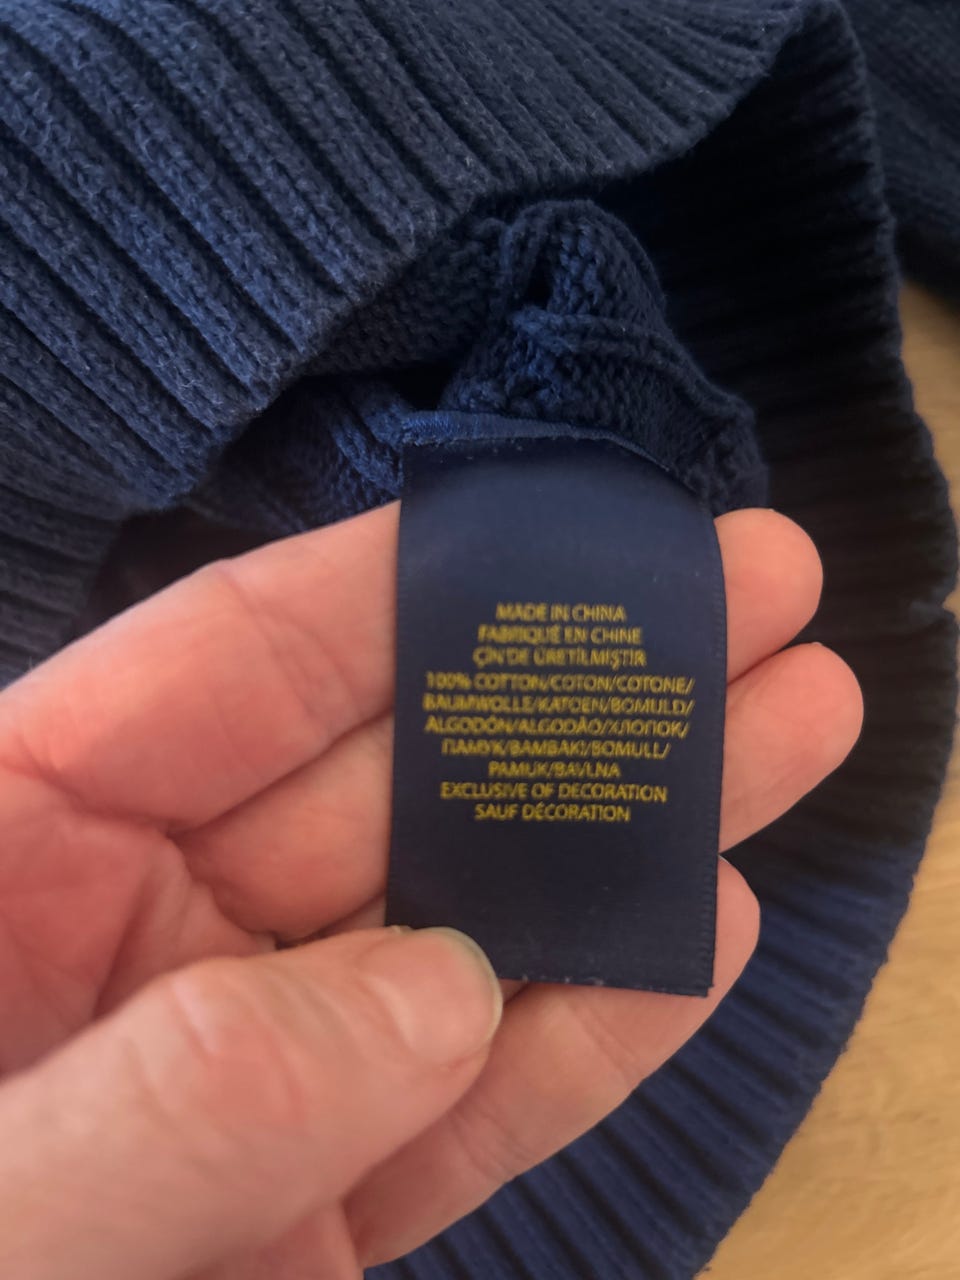 MADE IN CHINA
FABRIQUÉ EN CHINE
ÇİN'DE ÜRETİLMİŞTİR
100% COTTON/COTON/COTONE/
BAUMWOLLE/KATOEN/BOMULD/
ALGODÓN/ALGODÃO/ХЛОПОК/
ПАМУК/BAMBAKI/BOMULL/
PAMUK/BAVLNA
EXCLUSIVE OF DECORATION
SAUF DÉCORATION